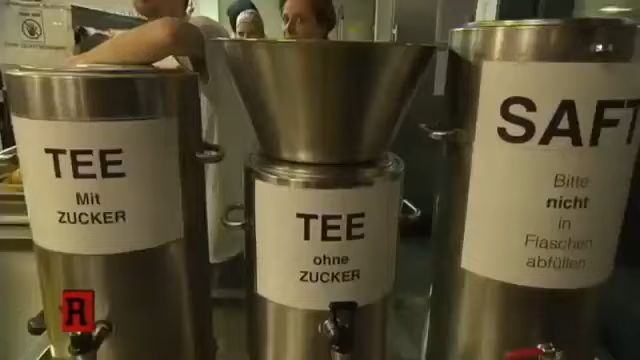 TEE
Mit
ZUCKER
TEE
ohne
ZUCKER
SAFT
Bitte
nicht
in
Flaschen
abfüllen
R